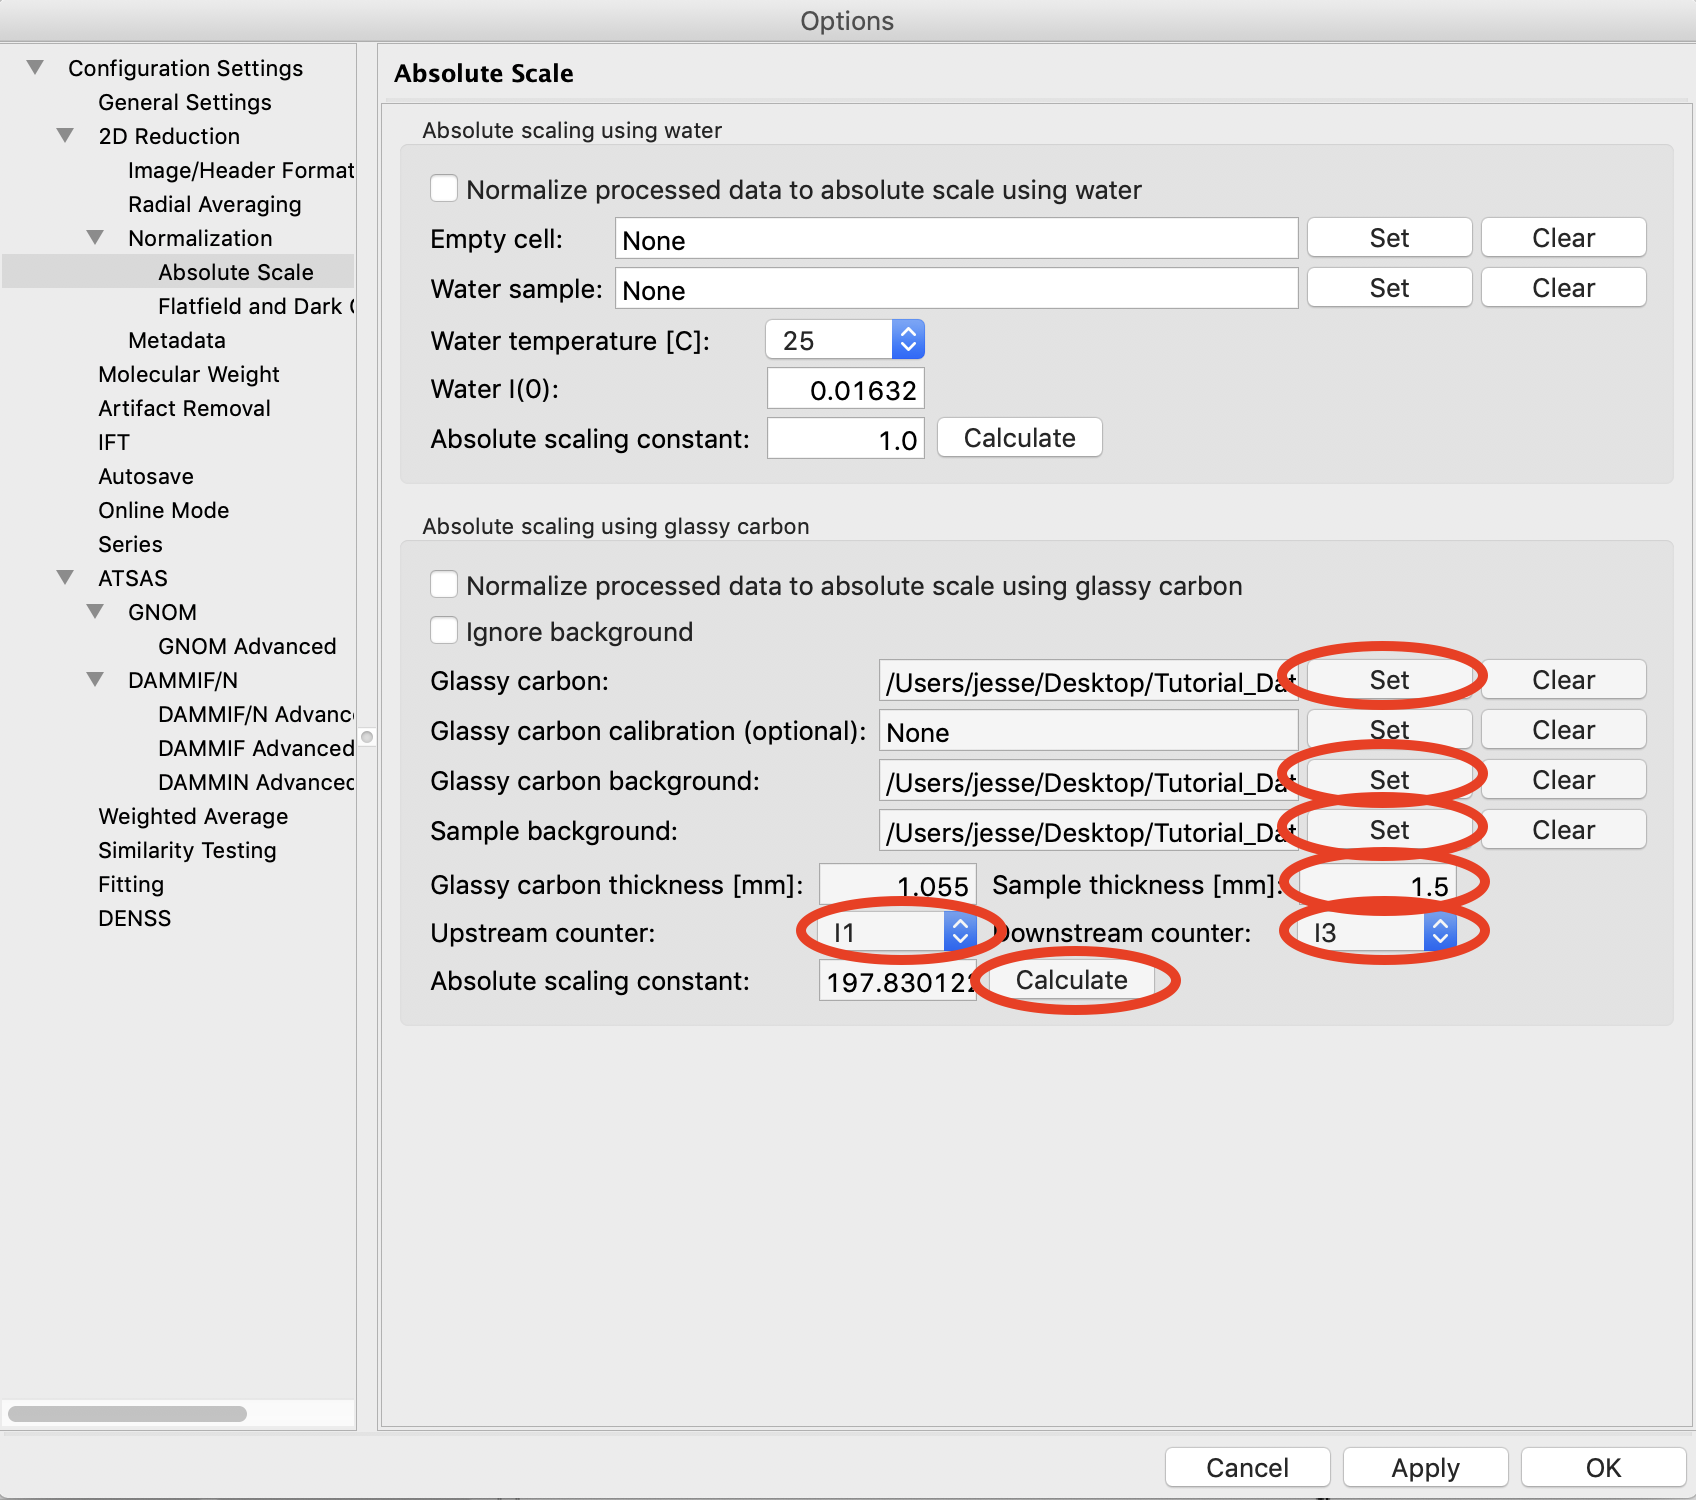 Options
Configuration Settings
General Settings
2D Reduction
Image/Header Format
Radial Averaging
Normalization
Absolute Scale
Flatfield and Dark
Metadata
Molecular Weight
Artifact Removal
IFT
Autosave
Online Mode
Series
ATSAS
GNOM
GNOM Advanced
DAMMIF/N
DAMMIF/N Advanc
DAMMIF Advanced
DAMMIN Advanced
Weighted Average
Similarity Testing
Fitting
DENSS
Absolute Scale
Absolute scaling using water
Normalize processed data to absolute scale using water
Empty cell: None Set Clear
Water sample: None Set Clear
Water temperature [C]: 25
Water I(0): 0.01632
Absolute scaling constant: 1.0 Calculate
Absolute scaling using glassy carbon
Normalize processed data to absolute scale using glassy carbon
Ignore background
Glassy carbon: /Users/jesse/Desktop/Tutorial_Dat Set Clear
Glassy carbon calibration (optional): None Set Clear
Glassy carbon background: /Users/jesse/Desktop/Tutorial_Dat Set Clear
Sample background: /Users/jesse/Desktop/Tutorial_Dat Set Clear
Glassy carbon thickness [mm]: 1.055 Sample thickness [mm]: 1.5
Upstream counter: I1 Downstream counter: I3
Absolute scaling constant: 197.830122 Calculate
Cancel Apply OK